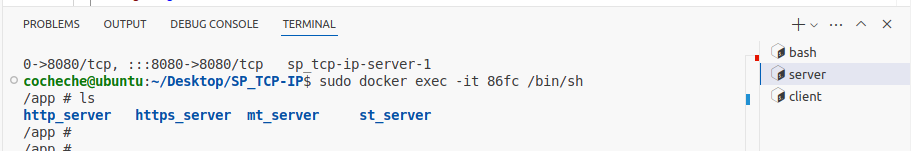 PROBLEMS OUTPUT DEBUG CONSOLE TERMINAL
0->8080/tcp, :::8080->8080/tcp   sp_tcp-ip-server-1
cocheche@ubuntu:~/Desktop/SP_TCP-IP$ sudo docker exec -it 86fc /bin/sh
/app # ls
http_server   https_server  mt_server     st_server
/app #
/app #
bash
server
client